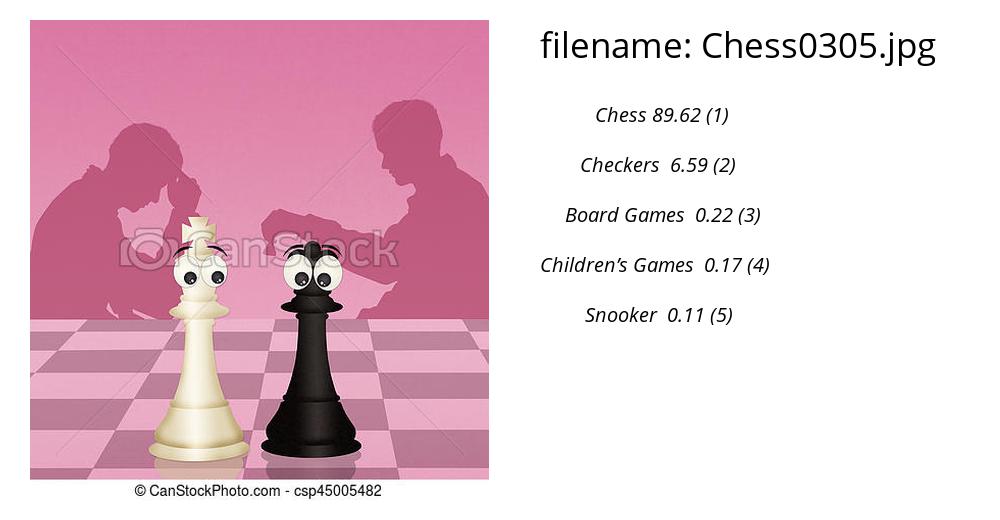 filename: Chess0305.jpg
Chess 89.62 (1)
Checkers 6.59 (2)
Board Games 0.22 (3)
Children's Games 0.17 (4)
Snooker 0.11 (5)
CanStock
© CanStockPhoto.com - csp45005482